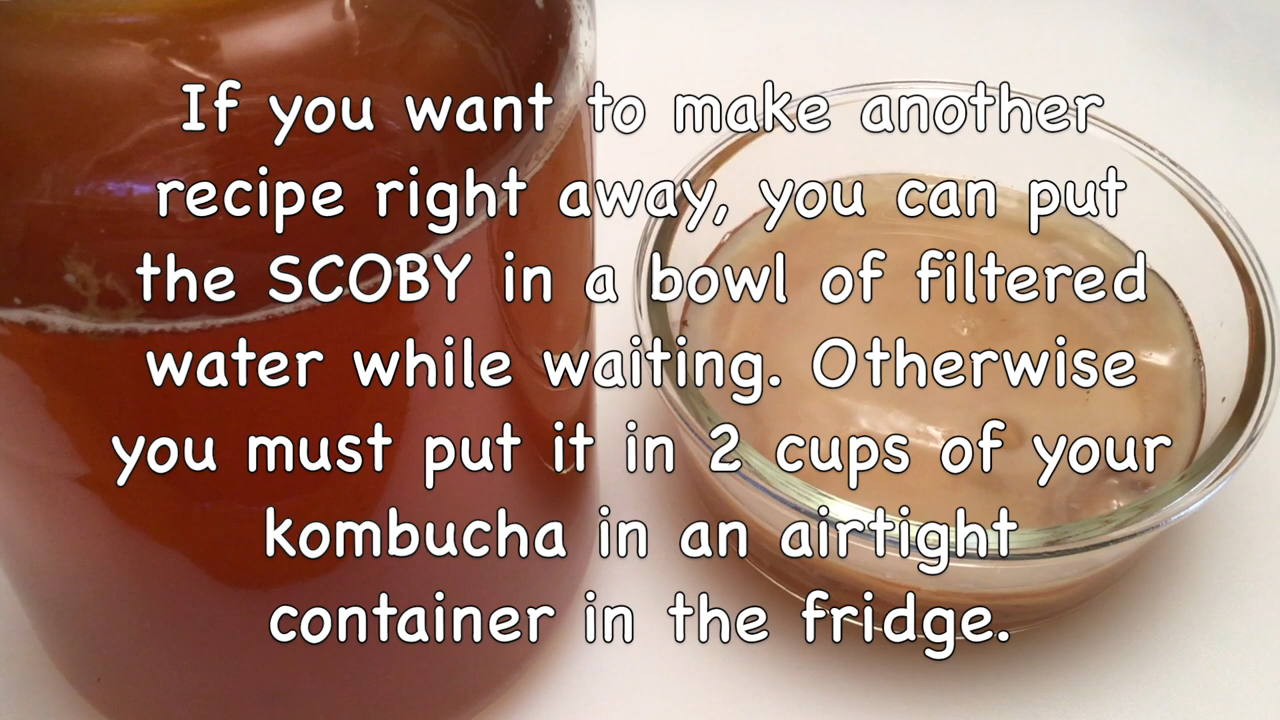 If you want to make another
recipe right away, you can put
the SCOBY in a bowl of filtered
water while waiting. Otherwise
you must put it in 2 cups of your
kombucha in an airtight
container in the fridge.